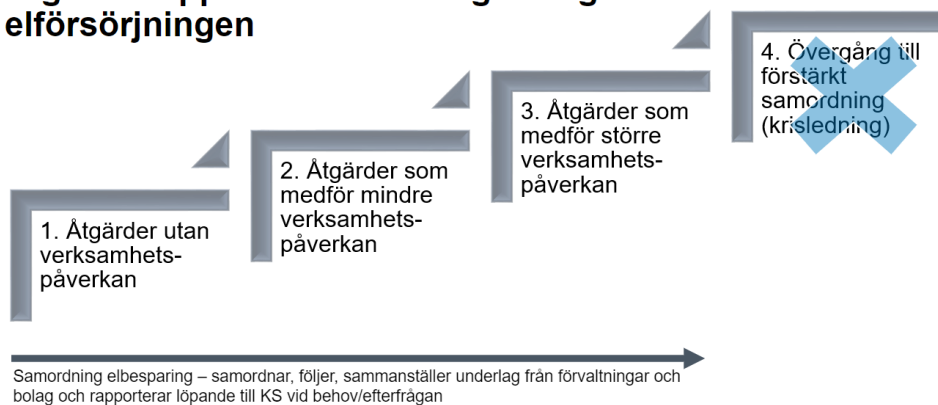 elförsörjningen
4. Övergång till
förstärkt
samordning
(krisledning)
3. Åtgärder som
medför större
verksamhets-
påverkan
2. Åtgärder som
medför mindre
verksamhets-
påverkan
1. Åtgärder utan
verksamhets-
påverkan
Samordning elbesparing – samordnar, följer, sammanställer underlag från förvaltningar och
bolag och rapporterar löpande till KS vid behov/efterfrågan